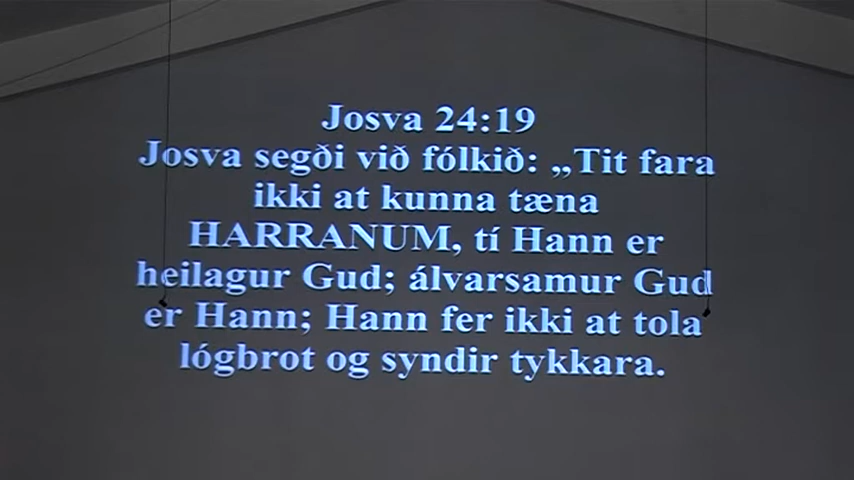 Josva 24:19
Josva segði við fólkið: „Tit fara
ikki at kunna tæna
HARRANUM, tí Hann er
heilagur Gud; álvarsamur Gud
er Hann; Hann fer ikki at tola
lógbrot og syndir tykkara.